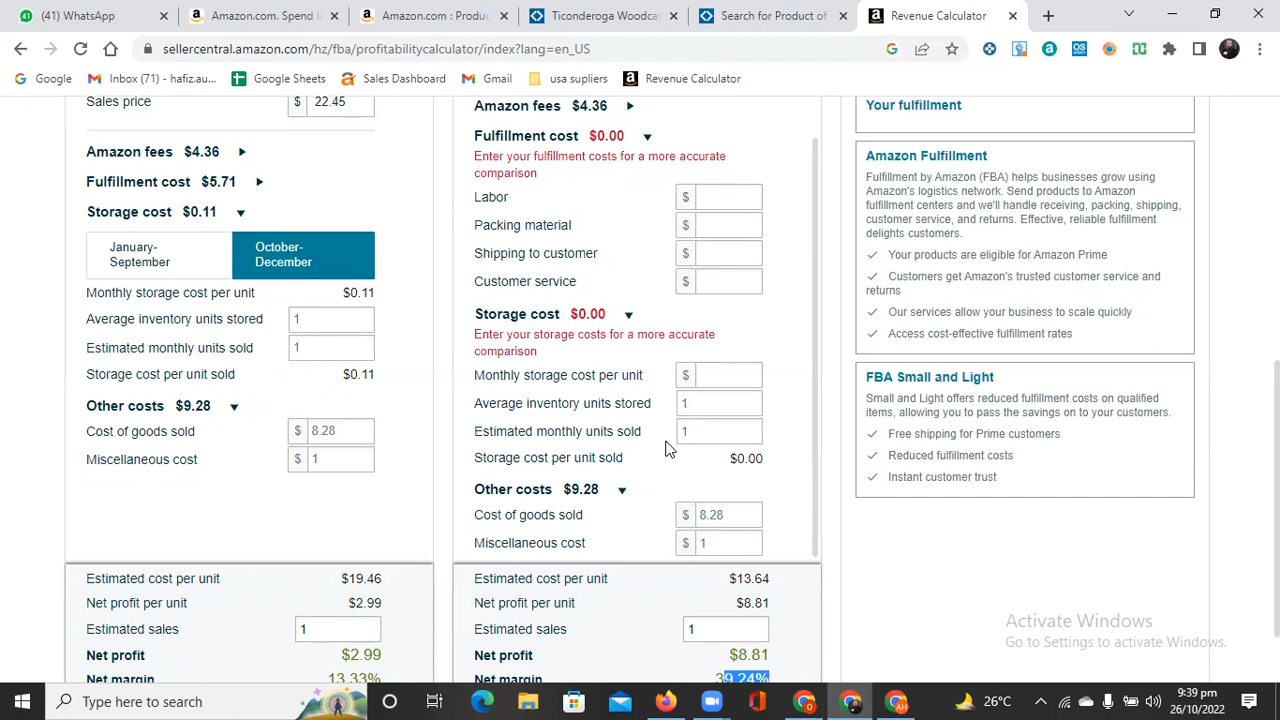 (41) WhatsApp
Amazon.com. Spend l
Amazon.com : Produc
Ticonderoga Woodcas
Search for Product of
Revenue Calculator
sellercentral.amazon.com/hz/fba/profitabilitycalculator/index?lang=en_US
Google
Inbox (71) - hafiz.au...
Google Sheets
Sales Dashboard
Gmail
usa supliers
Revenue Calculator
Sales price $ 22.45
Amazon fees $4.36
Fulfillment cost $5.71
Storage cost $0.11
January-
September
October-
December
Monthly storage cost per unit $0.11
Average inventory units stored 1
Estimated monthly units sold 1
Storage cost per unit sold $0.11
Other costs $9.28
Cost of goods sold $ 8.28
Miscellaneous cost $ 1
Estimated cost per unit $19.46
Net profit per unit $2.99
Estimated sales 1
Net profit $2.99
Net margin 13.33%
Amazon fees $4.36
Fulfillment cost $0.00
Enter your fulfillment costs for a more accurate
comparison
Labor $
Packing material $
Shipping to customer $
Customer service $
Storage cost $0.00
Enter your storage costs for a more accurate
comparison
Monthly storage cost per unit $
Average inventory units stored 1
Estimated monthly units sold 1
Storage cost per unit sold $0.00
Other costs $9.28
Cost of goods sold $ 8.28
Miscellaneous cost $ 1
Estimated cost per unit $13.64
Net profit per unit $8.81
Estimated sales 1
Net profit $8.81
Net margin 39.24%
Your fulfillment
Amazon Fulfillment
Fulfillment by Amazon (FBA) helps businesses grow using
Amazon's logistics network. Send products to Amazon
fulfillment centers and we'll handle receiving, packing, shipping,
customer service, and returns. Effective, reliable fulfillment
delights customers.
Your products are eligible for Amazon Prime
Customers get Amazon's trusted customer service and
returns
Our services allow your business to scale quickly
Access cost-effective fulfillment rates
FBA Small and Light
Small and Light offers reduced fulfillment costs on qualified
items, allowing you to pass the savings on to your customers.
Free shipping for Prime customers
Reduced fulfillment costs
Instant customer trust
Activate Windows
Go to Settings to activate Windows.
Type here to search
26°C
9:39 pm
26/10/2022